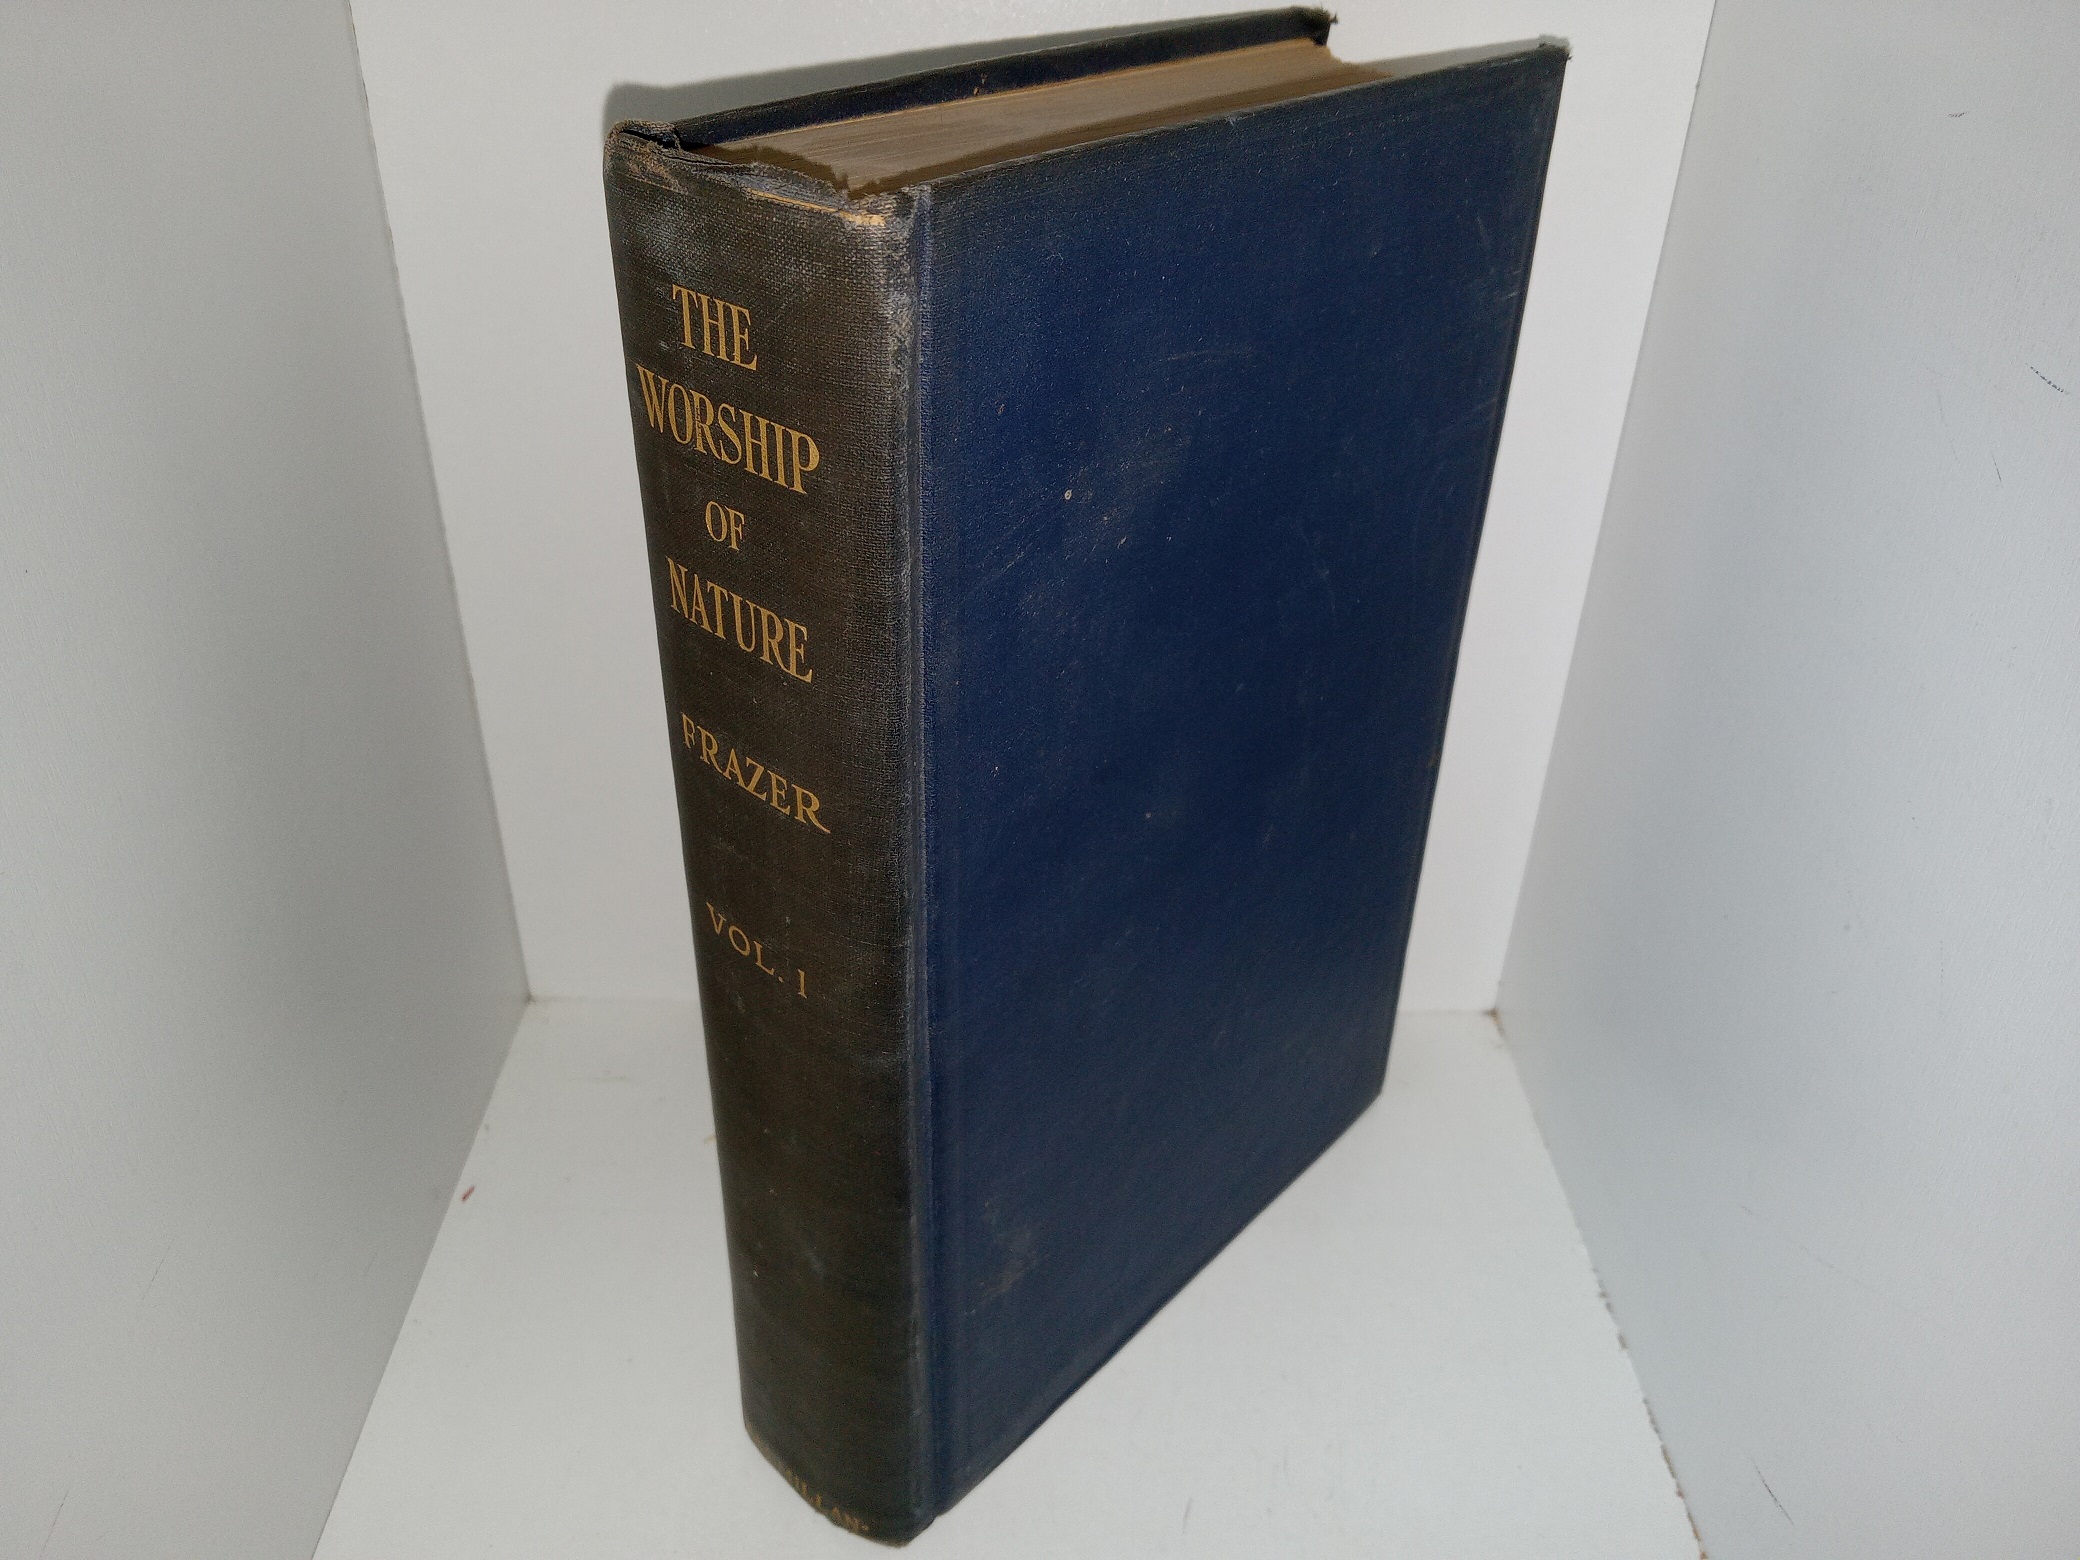 THE
WORSHIP
OF
NATURE
FRAZER
VOL. 1